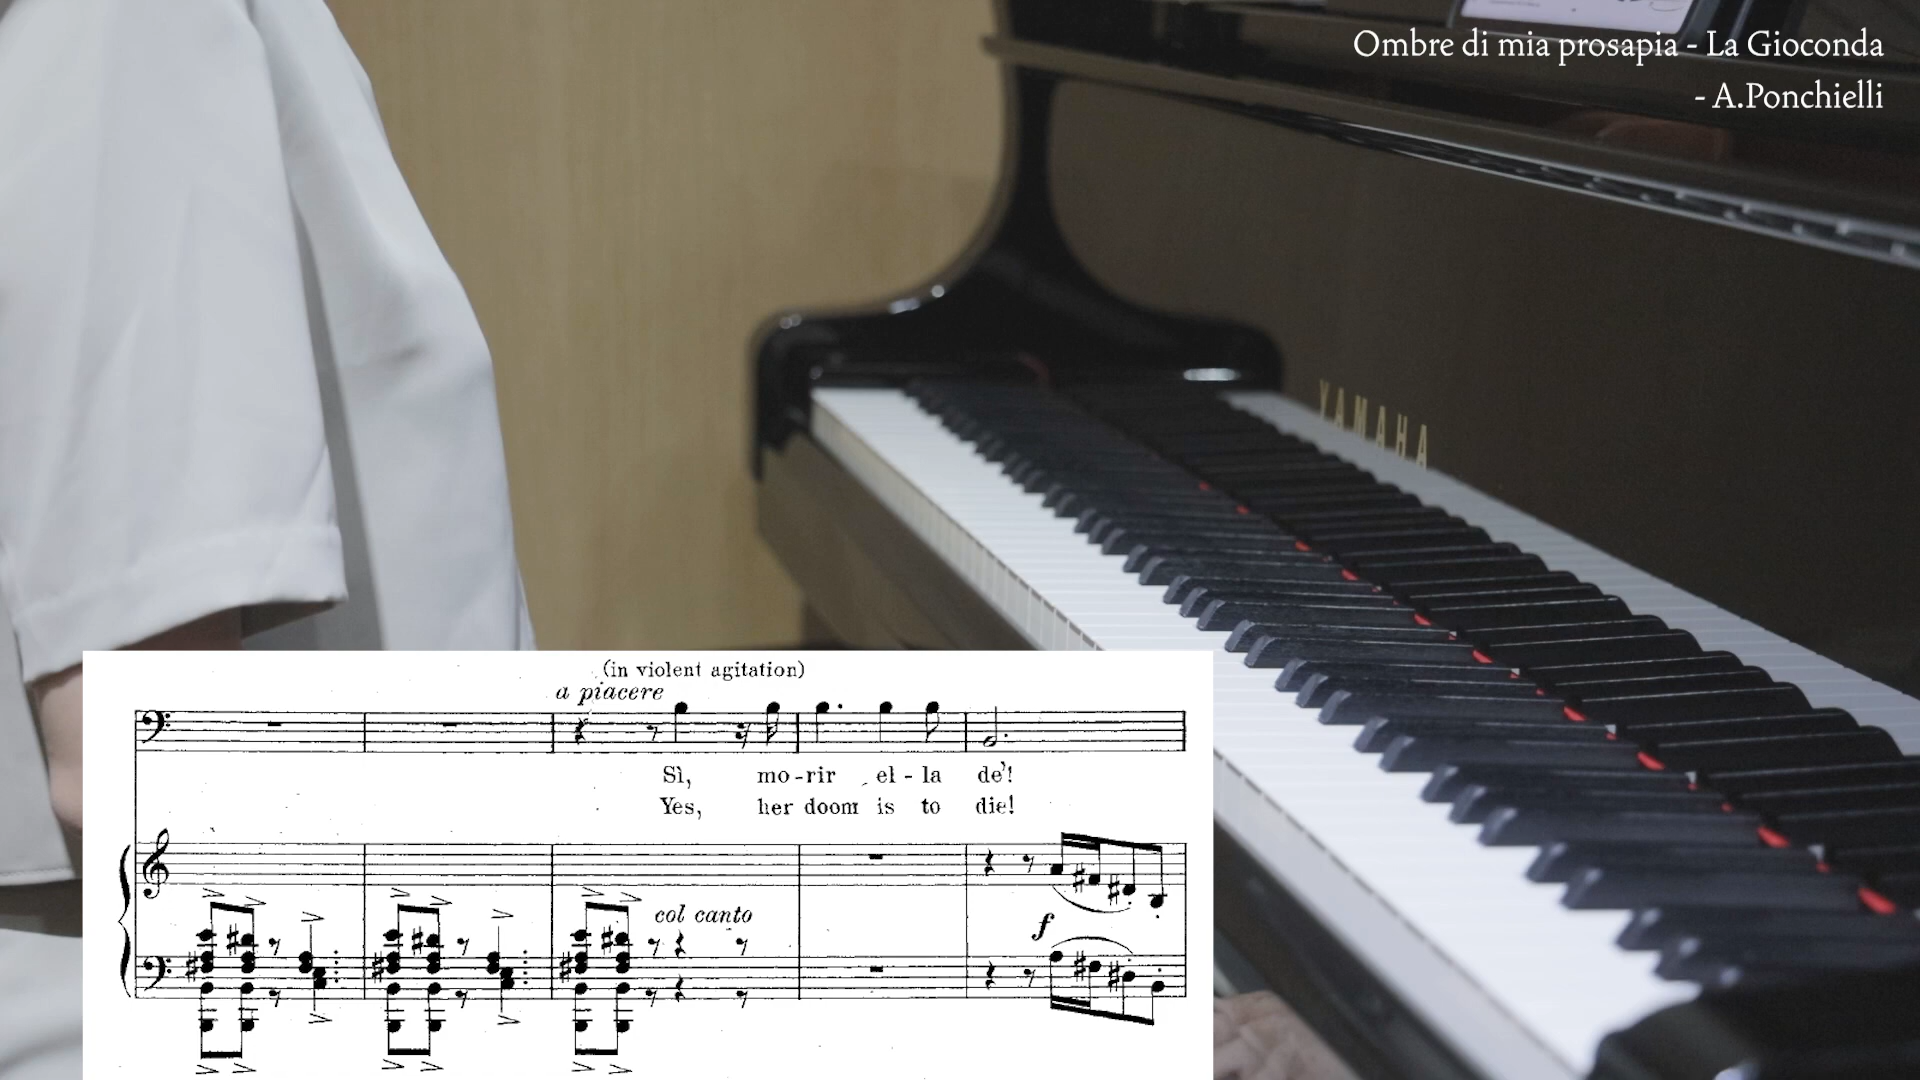 Ombre di mia prosapia - La Gioconda
- A.Ponchielli
YAMAHA
(in violent agitation)
a piacere
Sì, mo-rir el-la de'!
Yes, her doom is to die!
col canto
f